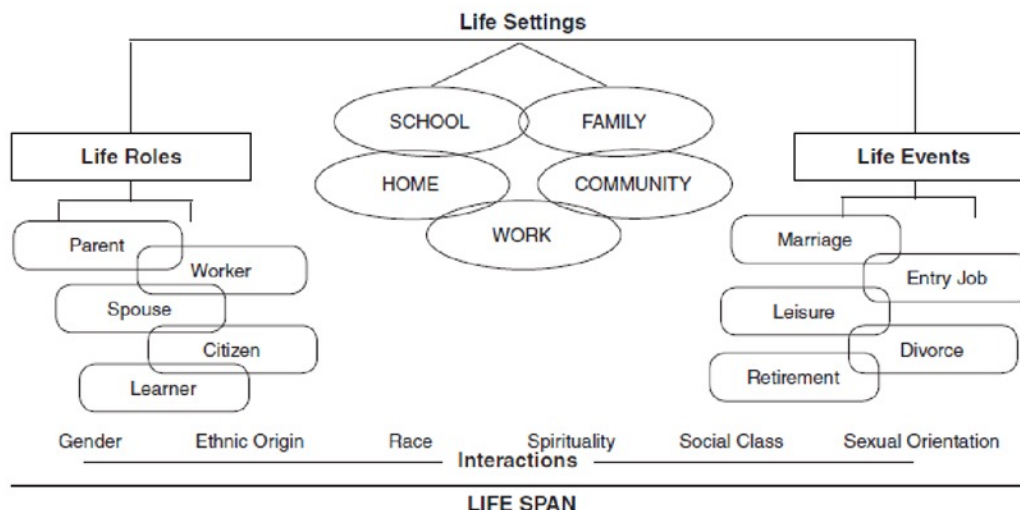 Life Settings
SCHOOL FAMILY
Life Roles
Life Events
HOME COMMUNITY
WORK
Parent
Worker
Spouse
Citizen
Learner
Marriage
Entry Job
Leisure
Divorce
Retirement
Gender Ethnic Origin Race Spirituality Social Class Sexual Orientation
Interactions
LIFE SPAN